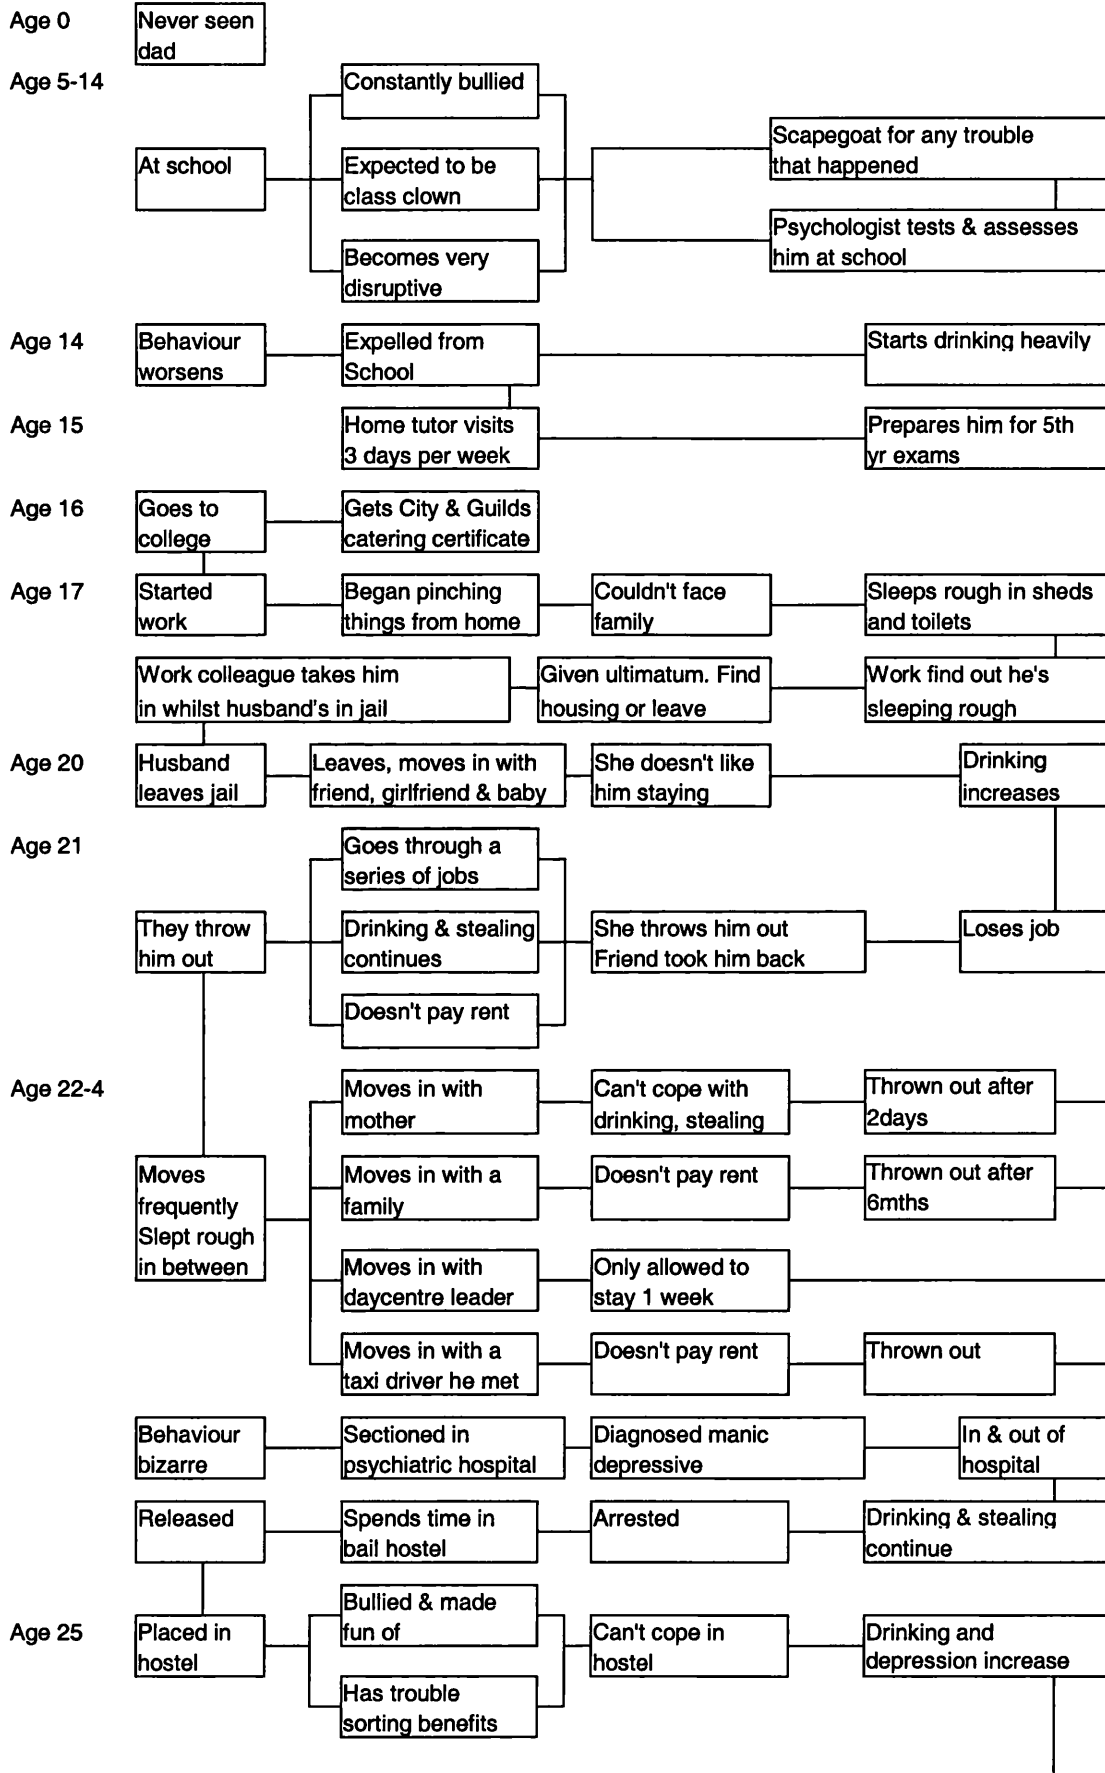 Age 0
Never seen
dad
Age 5-14
Constantly bullied
At school
Expected to be
class clown
Becomes very
disruptive
Scapegoat for any trouble
that happened
Psychologist tests & assesses
him at school
Age 14
Behaviour
worsens
Expelled from
School
Starts drinking heavily
Age 15
Home tutor visits
3 days per week
Prepares him for 5th
yr exams
Age 16
Goes to
college
Gets City & Guilds
catering certificate
Age 17
Started
work
Began pinching
things from home
Couldn't face
family
Sleeps rough in sheds
and toilets
Work colleague takes him
in whilst husband's in jail
Given ultimatum. Find
housing or leave
Work find out he's
sleeping rough
Age 20
Husband
leaves jail
Leaves, moves in with
friend, girlfriend & baby
She doesn't like
him staying
Drinking
increases
Age 21
Goes through a
series of jobs
They throw
him out
Drinking & stealing
continues
She throws him out
Friend took him back
Loses job
Doesn't pay rent
Age 22-4
Moves in with
mother
Can't cope with
drinking, stealing
Thrown out after
2days
Moves
frequently
Slept rough
in between
Moves in with a
family
Doesn't pay rent
Thrown out after
6mths
Moves in with
daycentre leader
Only allowed to
stay 1 week
Moves in with a
taxi driver he met
Doesn't pay rent
Thrown out
Behaviour
bizarre
Sectioned in
psychiatric hospital
Diagnosed manic
depressive
In & out of
hospital
Released
Spends time in
bail hostel
Arrested
Drinking & stealing
continue
Age 25
Placed in
hostel
Bullied & made
fun of
Has trouble
sorting benefits
Can't cope in
hostel
Drinking and
depression increase